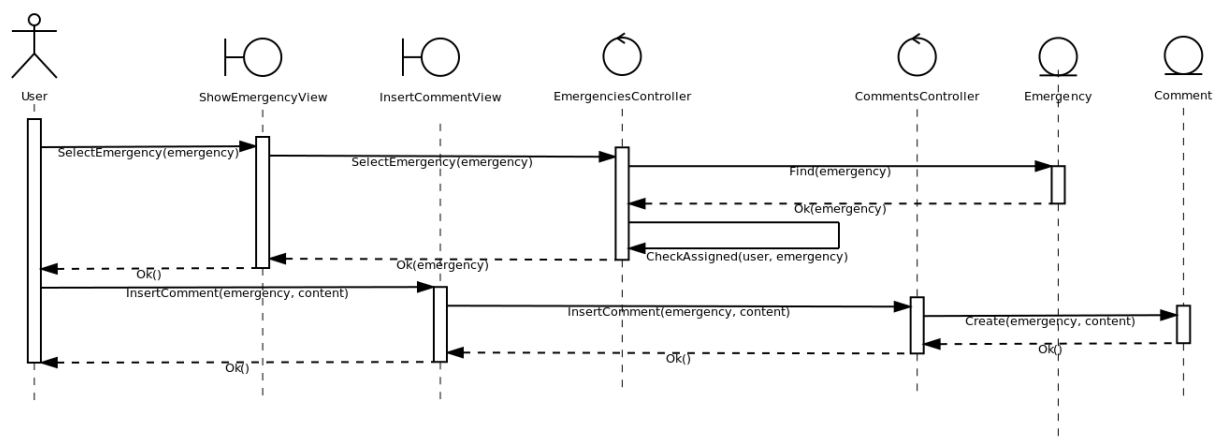 User
ShowEmergencyView
InsertCommentView
EmergenciesController
CommentsController
Emergency
Comment
SelectEmergency(emergency)
SelectEmergency(emergency)
Find(emergency)
Ok(emergency)
CheckAssigned(user, emergency)
Ok(emergency)
Ok()
InsertComment(emergency, content)
InsertComment(emergency, content)
Create(emergency, content)
Ok()
Ok()
Ok()